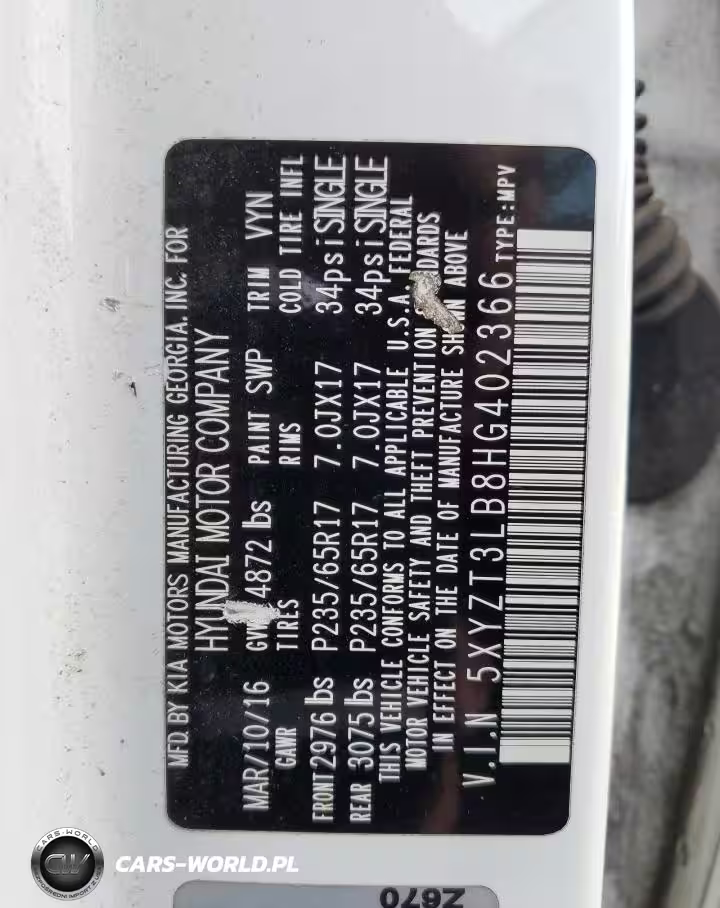 MFD. BY KIA MOTORS MANUFACTURING GEORGIA. INC. FOR
HYUNDAI MOTOR COMPANY
MAR/10/16 4872 lbs PAINT SWP TRIM VYN
GAWR TIRES RIMS COLD TIRE INFL
FRONT 2976 lbs P235/65R17 7.0JX17 34psi SINGLE
REAR 3075 lbs P235/65R17 7.0JX17 34psi SINGLE
THIS VEHICLE CONFORMS TO ALL APPLICABLE U.S.A. FEDERAL
MOTOR VEHICLE SAFETY AND THEFT PREVENTION
IN EFFECT ON THE DATE OF MANUFACTURE ABOVE
V.I.N 5XYZT3LB8HG402366 TYPE:MPV
Z670
CARS-WORLD
CW
CARS-WORLD.PL